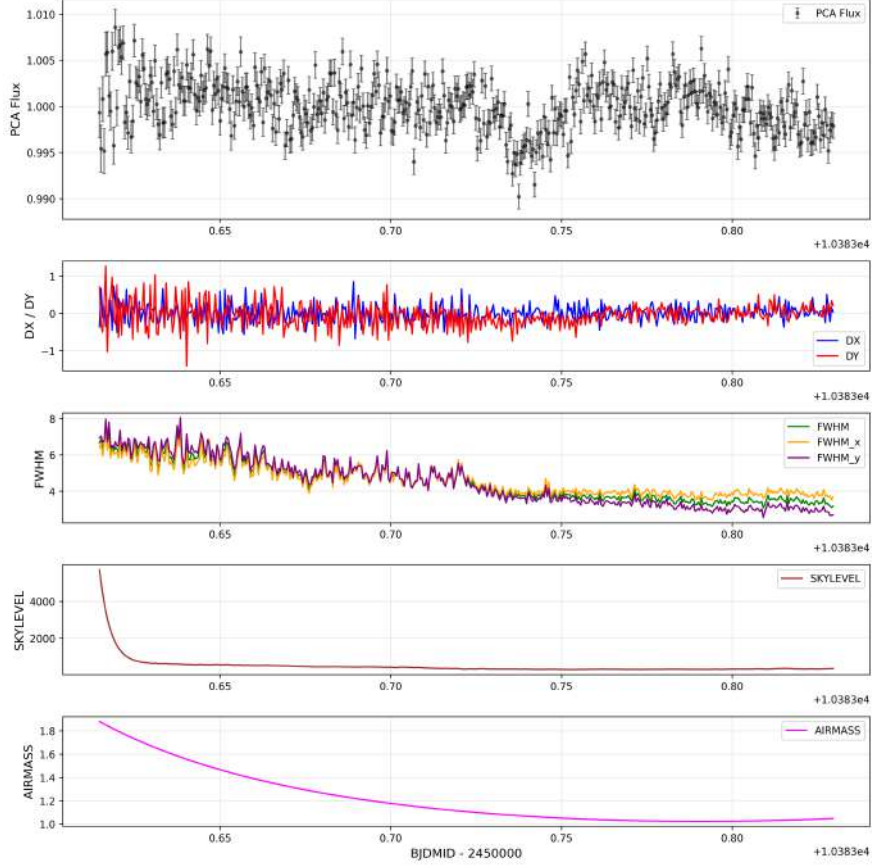 1.010
1.005
1.000
0.995
0.990
PCA Flux
PCA Flux
0.65 0.70 0.75 0.80
+1.0383e4
1
0
−1
DX / DY
DX
DY
0.65 0.70 0.75 0.80
+1.0383e4
8
6
4
FWHM
FWHM
FWHM_x
FWHM_y
0.65 0.70 0.75 0.80
+1.0383e4
4000
2000
SKYLEVEL
SKYLEVEL
0.65 0.70 0.75 0.80
+1.0383e4
1.8
1.6
1.4
1.2
1.0
AIRMASS
AIRMASS
0.65 0.70 0.75 0.80
+1.0383e4
BJDMID - 2450000